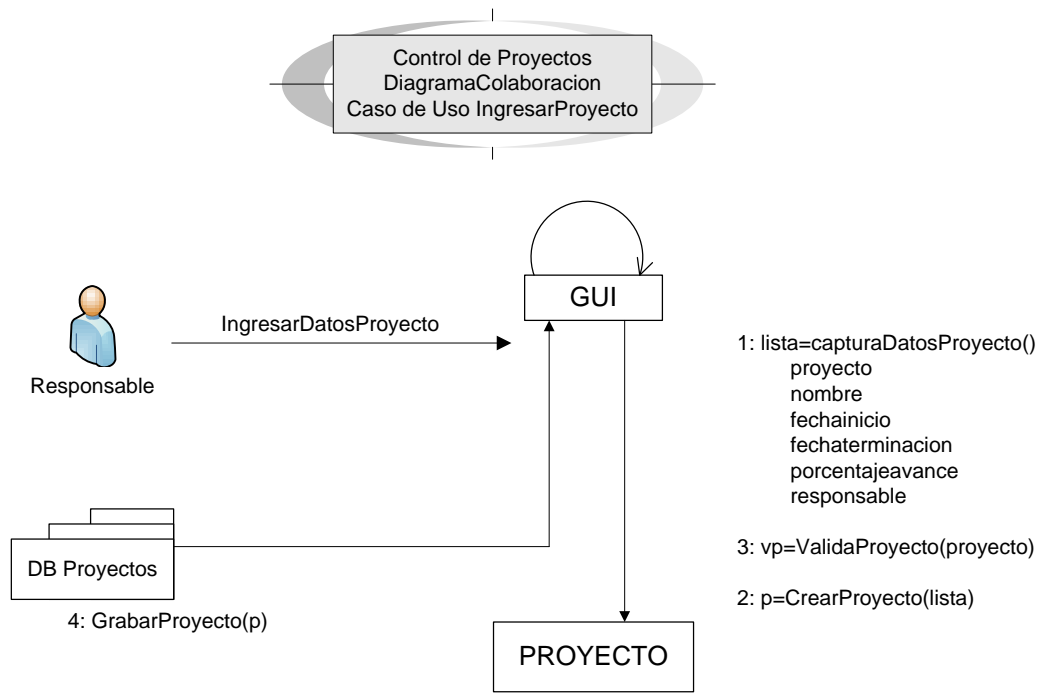 Control de Proyectos
DiagramaColaboracion
Caso de Uso IngresarProyecto
GUI
IngresarDatosProyecto
Responsable
1: lista=capturaDatosProyecto()
proyecto
nombre
fechainicio
fechaterminacion
porcentajeavance
responsable
3: vp=ValidaProyecto(proyecto)
DB Proyectos
2: p=CrearProyecto(lista)
4: GrabarProyecto(p)
PROYECTO